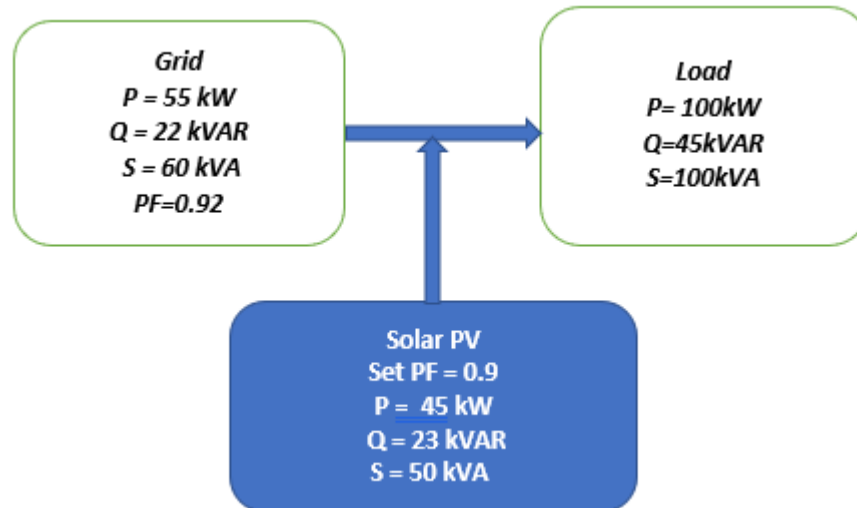 Grid
P = 55 kW
Q = 22 kVAR
S = 60 kVA
PF=0.92
Load
P= 100kW
Q=45kVAR
S=100kVA
Solar PV
Set PF = 0.9
P = 45 kW
Q = 23 kVAR
S = 50 kVA